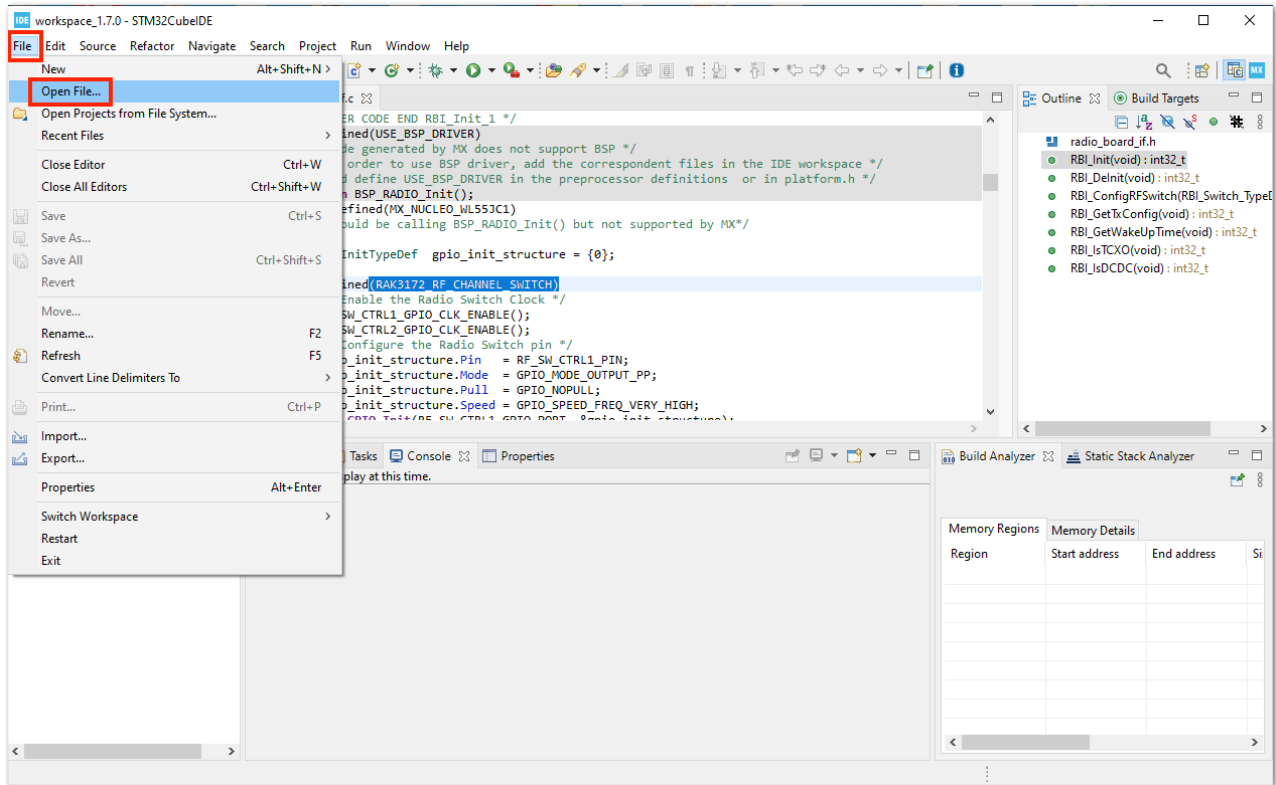 IDE workspace_1.7.0 - STM32CubeIDE
File Edit Source Refactor Navigate Search Project Run Window Help
New Alt+Shift+N >
Open File...
Open Projects from File System...
Recent Files >
Close Editor Ctrl+W
Close All Editors Ctrl+Shift+W
Save Ctrl+S
Save As...
Save All Ctrl+Shift+S
Revert
Move...
Rename... F2
Refresh F5
Convert Line Delimiters To >
Print... Ctrl+P
Import...
Export...
Properties Alt+Enter
Switch Workspace >
Restart
Exit
MX
f.c
ER CODE END RBI_Init_1 */
ined(USE_BSP_DRIVER)
de generated by MX does not support BSP */
order to use BSP driver, add the correspondent files in the IDE workspace */
d define USE_BSP_DRIVER in the preprocessor definitions or in platform.h */
n BSP_RADIO_Init();
efined(MX_NUCLEO_WL55JC1)
ould be calling BSP_RADIO_Init() but not supported by MX*/
InitTypeDef gpio_init_structure = {0};
ined(RAK3172_RF_CHANNEL_SWITCH)
Enable the Radio Switch Clock */
SW_CTRL1_GPIO_CLK_ENABLE();
SW_CTRL2_GPIO_CLK_ENABLE();
Configure the Radio Switch pin */
o_init_structure.Pin = RF_SW_CTRL1_PIN;
o_init_structure.Mode = GPIO_MODE_OUTPUT_PP;
o_init_structure.Pull = GPIO_NOPULL;
o_init_structure.Speed = GPIO_SPEED_FREQ_VERY_HIGH;
GPIO_Init(RF_SW_CTRL1_GPIO_PORT, &gpio_init_structure);
Outline Build Targets
radio_board_if.h
RBI_Init(void) : int32_t
RBI_DeInit(void) : int32_t
RBI_ConfigRFSwitch(RBI_Switch_TypeD
RBI_GetTxConfig(void) : int32_t
RBI_GetWakeUpTime(void) : int32_t
RBI_IsTCXO(void) : int32_t
RBI_IsDCDC(void) : int32_t
Tasks Console Properties
play at this time.
Build Analyzer Static Stack Analyzer
Memory Regions Memory Details
Region Start address End address Si